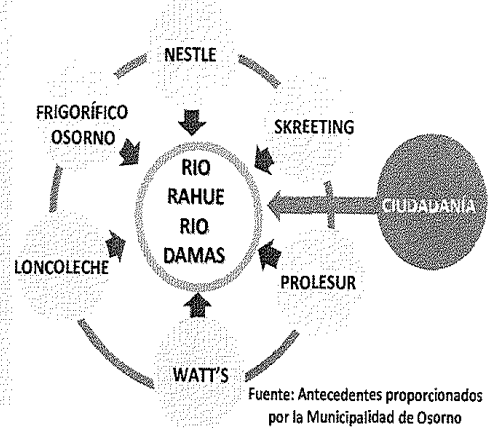 NESTLE
FRIGORÍFICO
OSORNO
SKREETING
RIO
RAHUE
RIO
DAMAS
CIUDADANÍA
LONCOLECHE
PROLESUR
WATT'S
Fuente: Antecedentes proporcionados
por la Municipalidad de Osorno